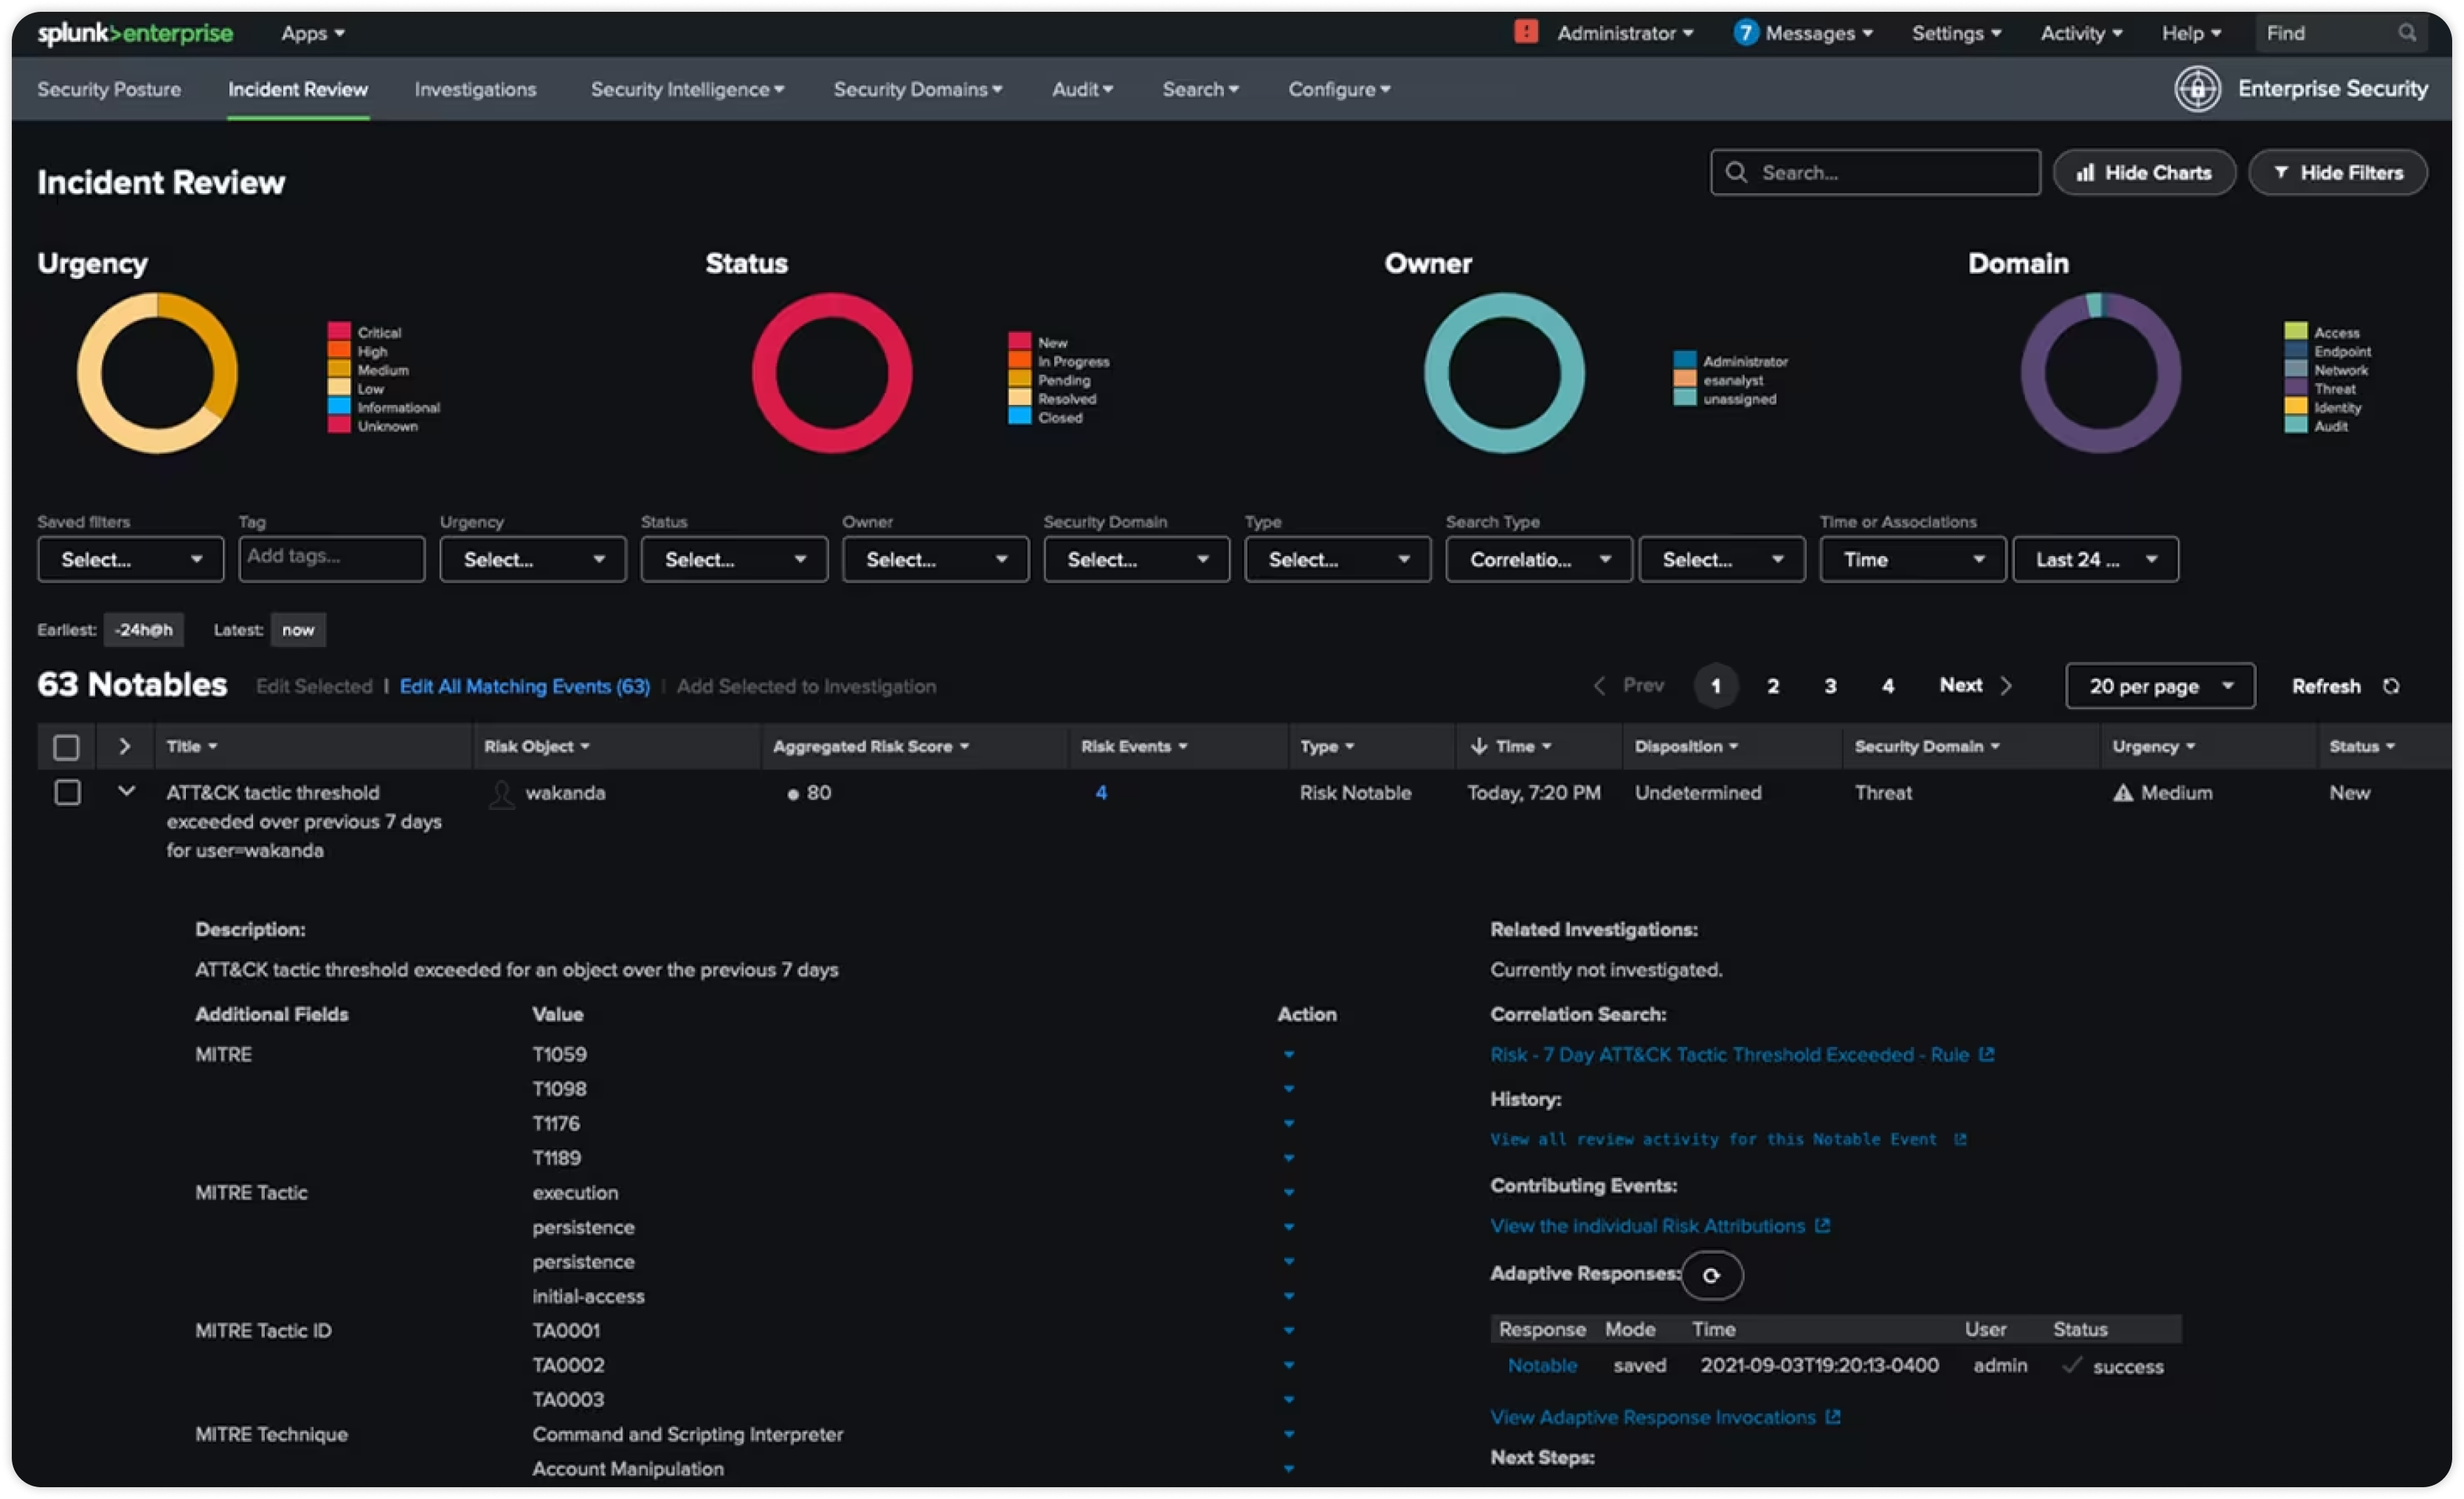 splunk>enterprise Apps Administrator 7 Messages Settings Activity Help Find
Security Posture Incident Review Investigations Security Intelligence Security Domains Audit Search Configure Enterprise Security
Incident Review Search... Hide Charts Hide Filters
Urgency
Critical
High
Medium
Low
Informational
Unknown
Status
New
In Progress
Pending
Resolved
Closed
Owner
Administrator
esanalyst
unassigned
Domain
Access
Endpoint
Network
Threat
Identity
Audit
Saved filters Tag Urgency Status Owner Security Domain Type Search Type Time or Associations
Select... Add tags... Select... Select... Select... Select... Select... Correlatio... Select... Time Last 24 ...
Earliest: -24h@h Latest: now
63 Notables Edit Selected | Edit All Matching Events (63) | Add Selected to Investigation Prev 1 2 3 4 Next 20 per page Refresh
Title Risk Object Aggregated Risk Score Risk Events Type Time Disposition Security Domain Urgency Status
ATT&CK tactic threshold wakanda 80 4 Risk Notable Today, 7:20 PM Undetermined Threat Medium New
exceeded over previous 7 days
for user=wakanda
Description:
ATT&CK tactic threshold exceeded for an object over the previous 7 days
Additional Fields Value Action
MITRE T1059
T1098
T1176
T1189
MITRE Tactic execution
persistence
persistence
initial-access
MITRE Tactic ID TA0001
TA0002
TA0003
MITRE Technique Command and Scripting Interpreter
Account Manipulation
Related Investigations:
Currently not investigated.
Correlation Search:
Risk - 7 Day ATT&CK Tactic Threshold Exceeded - Rule
History:
View all review activity for this Notable Event
Contributing Events:
View the individual Risk Attributions
Adaptive Responses:
Response Mode Time User Status
Notable saved 2021-09-03T19:20:13-0400 admin success
View Adaptive Response Invocations
Next Steps: